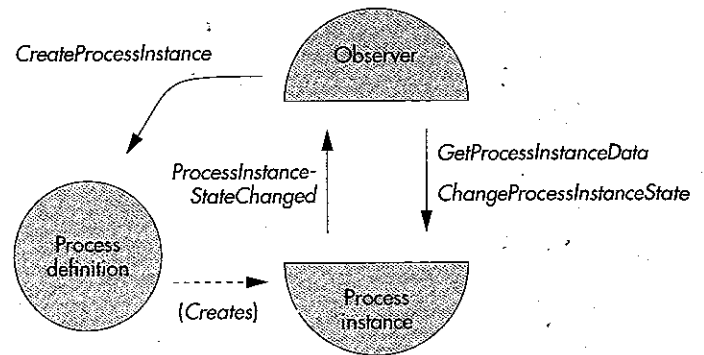 CreateProcessInstance
Observer
ProcessInstance-
StateChanged
GetProcessInstanceData
ChangeProcessInstanceState
Process
definition
(Creates)
Process
instance